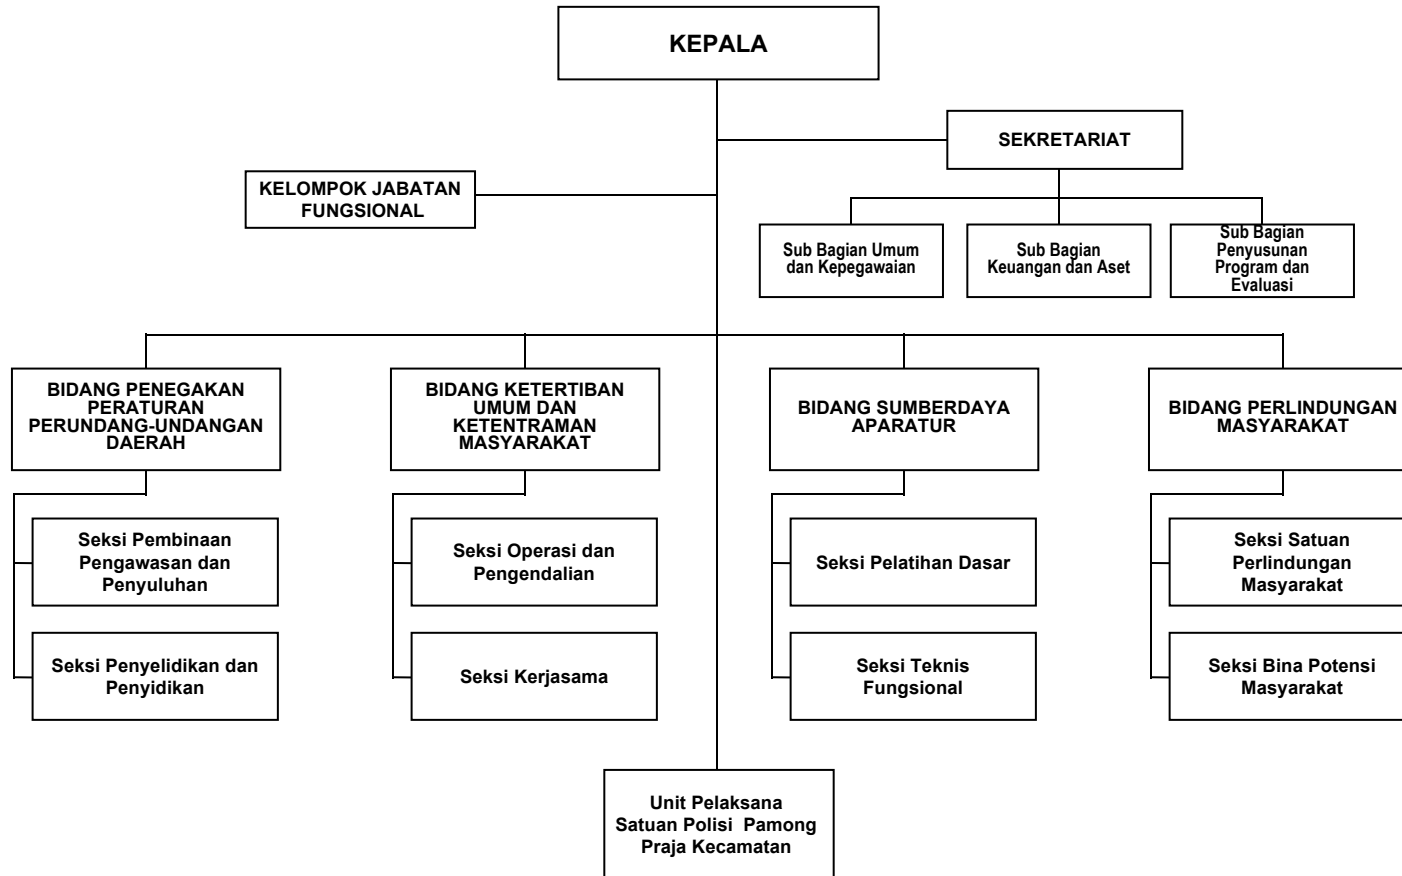 KEPALA
SEKRETARIAT
KELOMPOK JABATAN
FUNGSIONAL
Sub Bagian Umum
dan Kepegawaian
Sub Bagian
Keuangan dan Aset
Sub Bagian
Penyusunan
Program dan
Evaluasi
BIDANG PENEGAKAN
PERATURAN
PERUNDANG-UNDANGAN
DAERAH
BIDANG KETERTIBAN
UMUM DAN
KETENTRAMAN
MASYARAKAT
BIDANG SUMBERDAYA
APARATUR
BIDANG PERLINDUNGAN
MASYARAKAT
Seksi Pembinaan
Pengawasan dan
Penyuluhan
Seksi Operasi dan
Pengendalian
Seksi Pelatihan Dasar
Seksi Satuan
Perlindungan
Masyarakat
Seksi Penyelidikan dan
Penyidikan
Seksi Kerjasama
Seksi Teknis
Fungsional
Seksi Bina Potensi
Masyarakat
Unit Pelaksana
Satuan Polisi Pamong
Praja Kecamatan